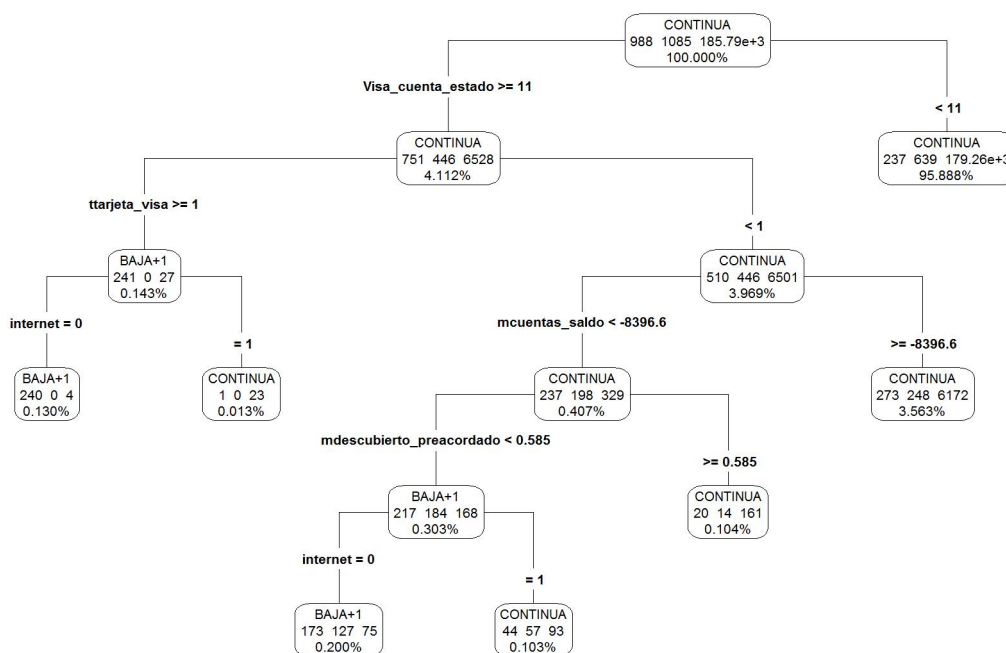 CONTINUA
988 1085 185.79e+3
100.000%
Visa_cuenta_estado >= 11
< 11
CONTINUA
751 446 6528
4.112%
CONTINUA
237 639 179.26e+3
95.888%
ttarjeta_visa >= 1
< 1
BAJA+1
241 0 27
0.143%
CONTINUA
510 446 6501
3.969%
internet = 0
= 1
mcuentas_saldo < -8396.6
>= -8396.6
BAJA+1
240 0 4
0.130%
CONTINUA
1 0 23
0.013%
CONTINUA
237 198 329
0.407%
CONTINUA
273 248 6172
3.563%
mdescubierto_preacordado < 0.585
>= 0.585
BAJA+1
217 184 168
0.303%
CONTINUA
20 14 161
0.104%
internet = 0
= 1
BAJA+1
173 127 75
0.200%
CONTINUA
44 57 93
0.103%